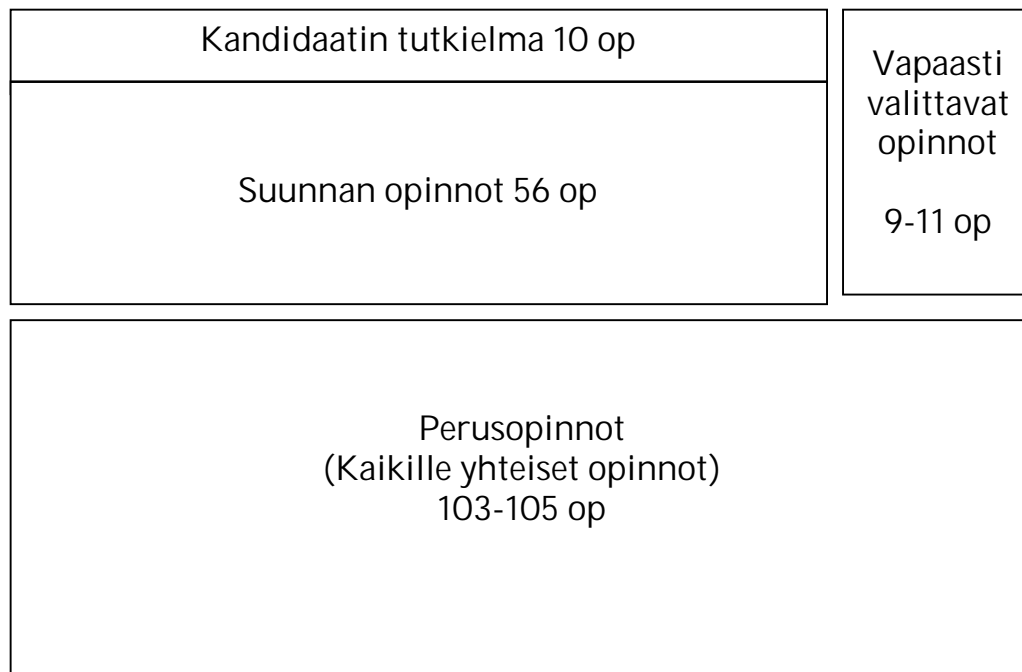 Kandidaatin tutkielma 10 op
Suunnan opinnot 56 op
Vapaasti
valittavat
opinnot
9-11 op
Perusopinnot
(Kaikille yhteiset opinnot)
103-105 op